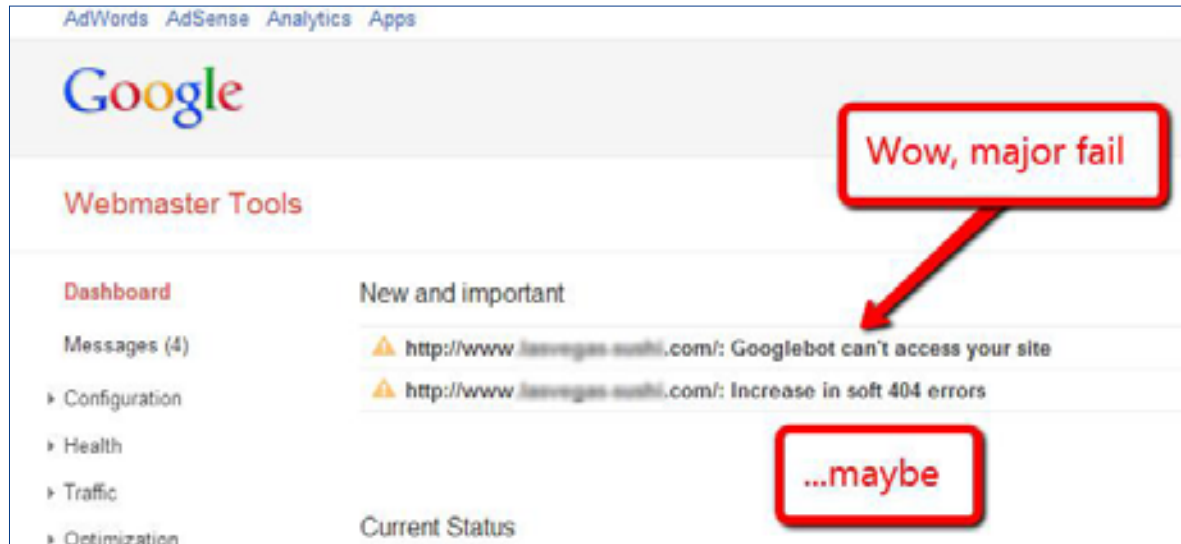 AdWords AdSense Analytics Apps
Google
Wow, major fail
Webmaster Tools
Dashboard
New and important
Messages (4)
http://www. .com/: Googlebot can't access your site
Configuration
http://www. .com/: Increase in soft 404 errors
Health
...maybe
Traffic
Current Status
Optimization